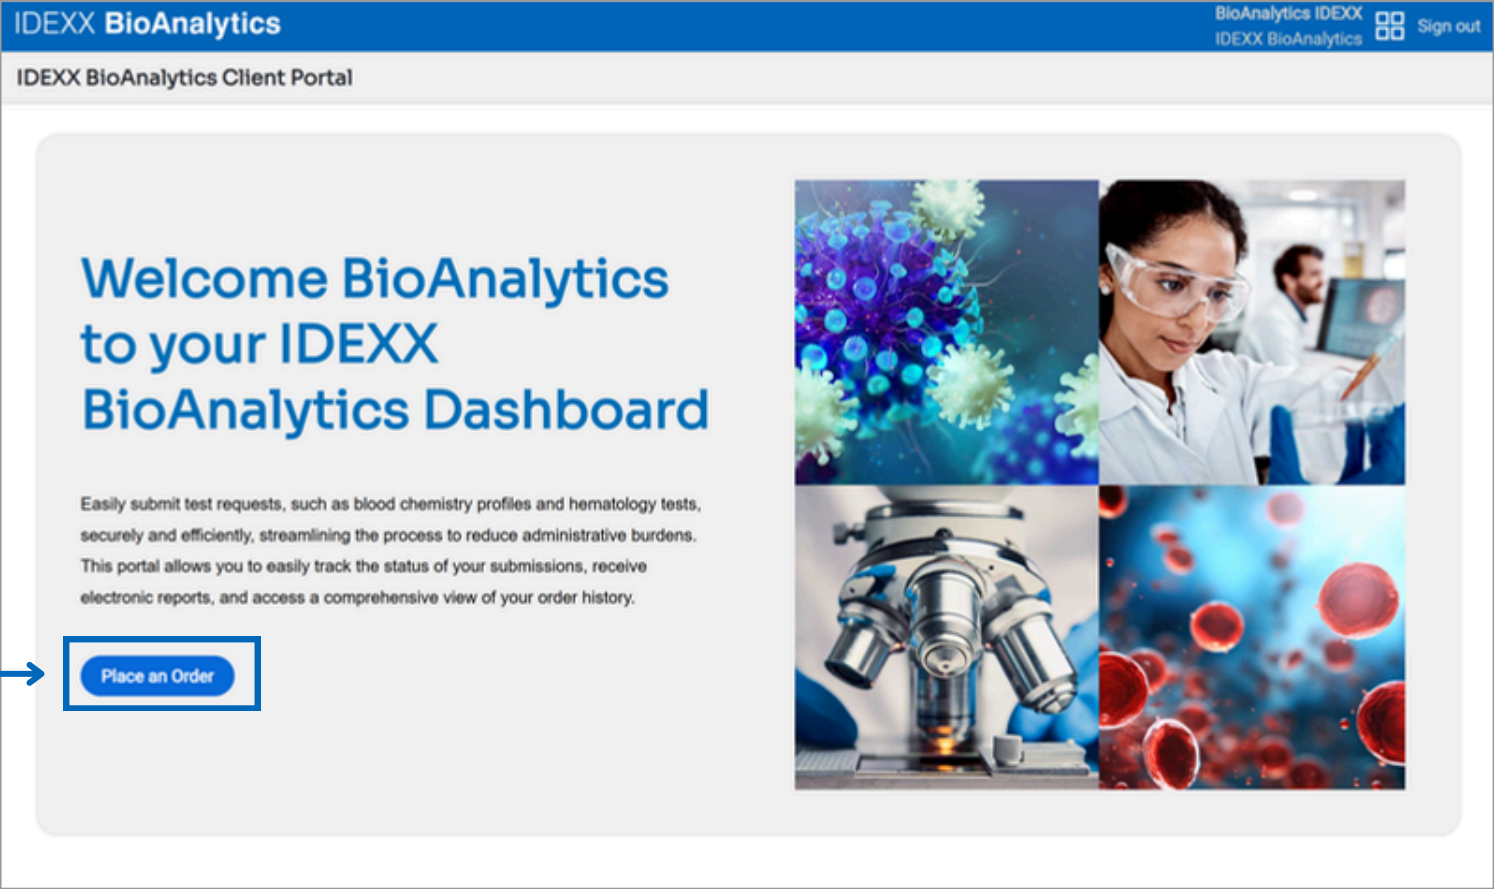 IDEXX BioAnalytics
BioAnalytics IDEXX
IDEXX BioAnalytics
Sign out
IDEXX BioAnalytics Client Portal
Welcome BioAnalytics
to your IDEXX
BioAnalytics Dashboard
Easily submit test requests, such as blood chemistry profiles and hematology tests,
securely and efficiently, streamlining the process to reduce administrative burdens.
This portal allows you to easily track the status of your submissions, receive
electronic reports, and access a comprehensive view of your order history.
Place an Order